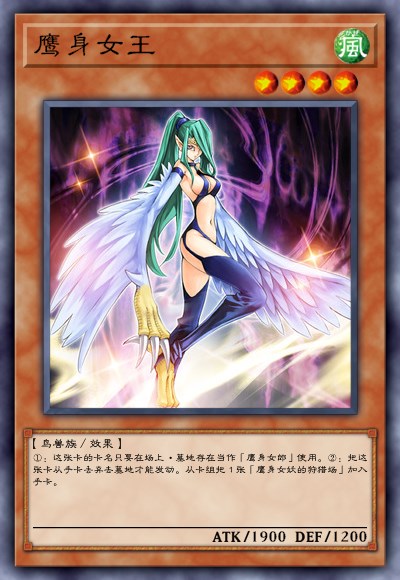 鹰身女王
風
【鸟兽族／效果】
①：这张卡的卡名只要在场上·墓地存在当作「鹰身女郎」使用。②：把这
张卡从手卡去弃去墓地才能发动。从卡组把1张「鹰身女妖的狩猎场」加入
手卡。
ATK/1900 DEF/1200